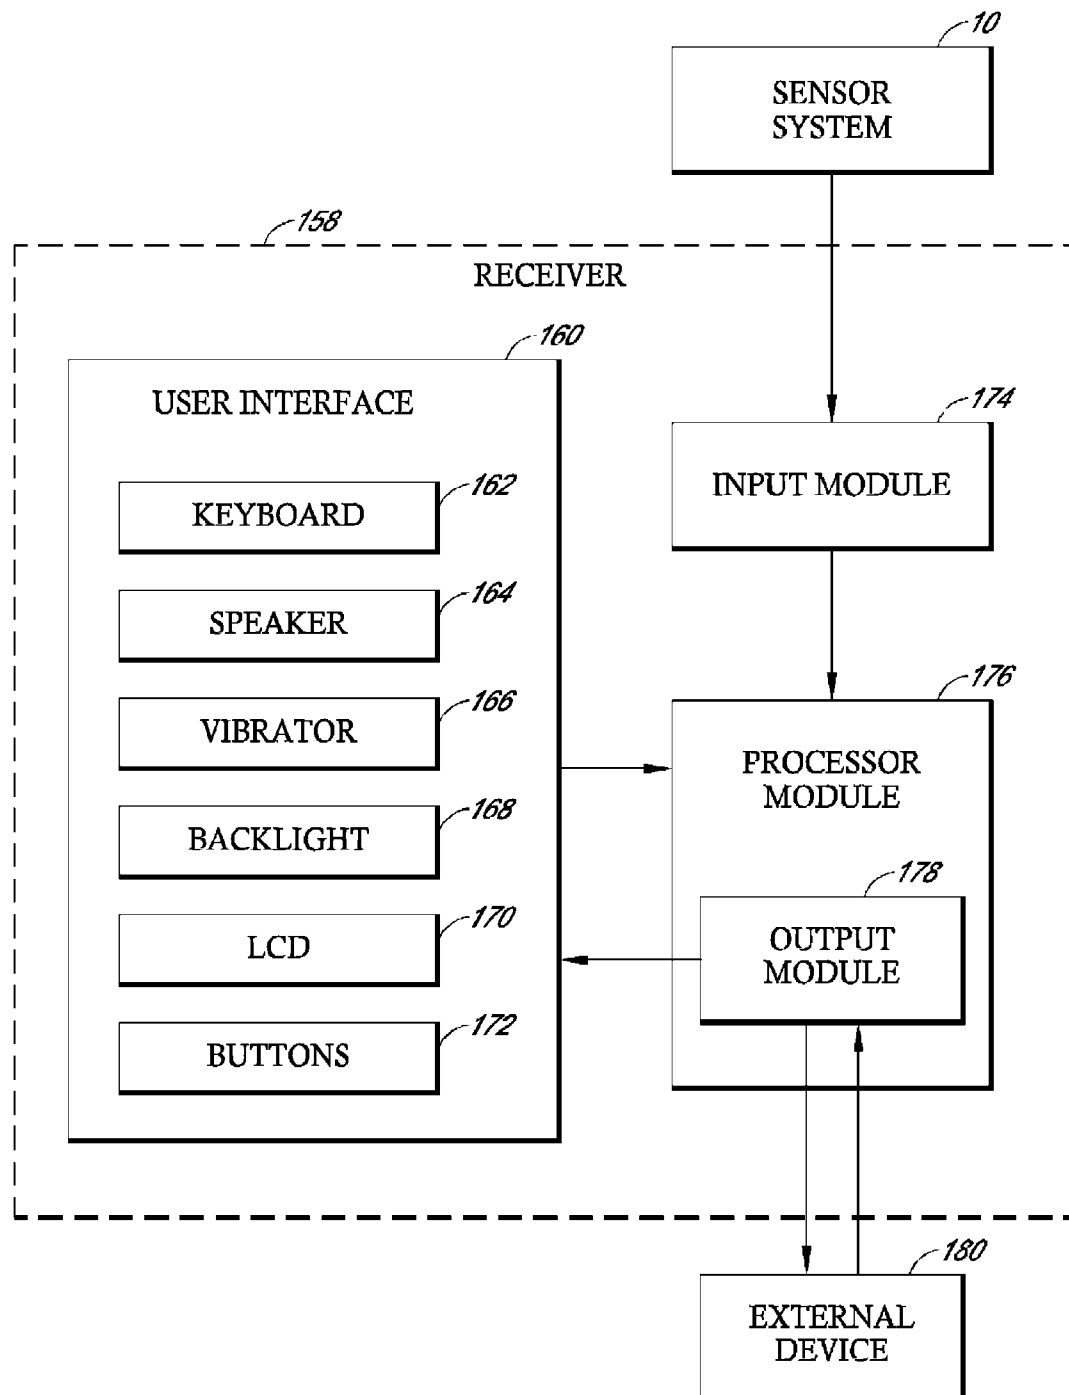 10
SENSOR
SYSTEM
158
RECEIVER
160
USER INTERFACE
174
INPUT MODULE
162
KEYBOARD
164
SPEAKER
166
VIBRATOR
176
PROCESSOR
MODULE
168
BACKLIGHT
178
OUTPUT
MODULE
170
LCD
172
BUTTONS
180
EXTERNAL
DEVICE